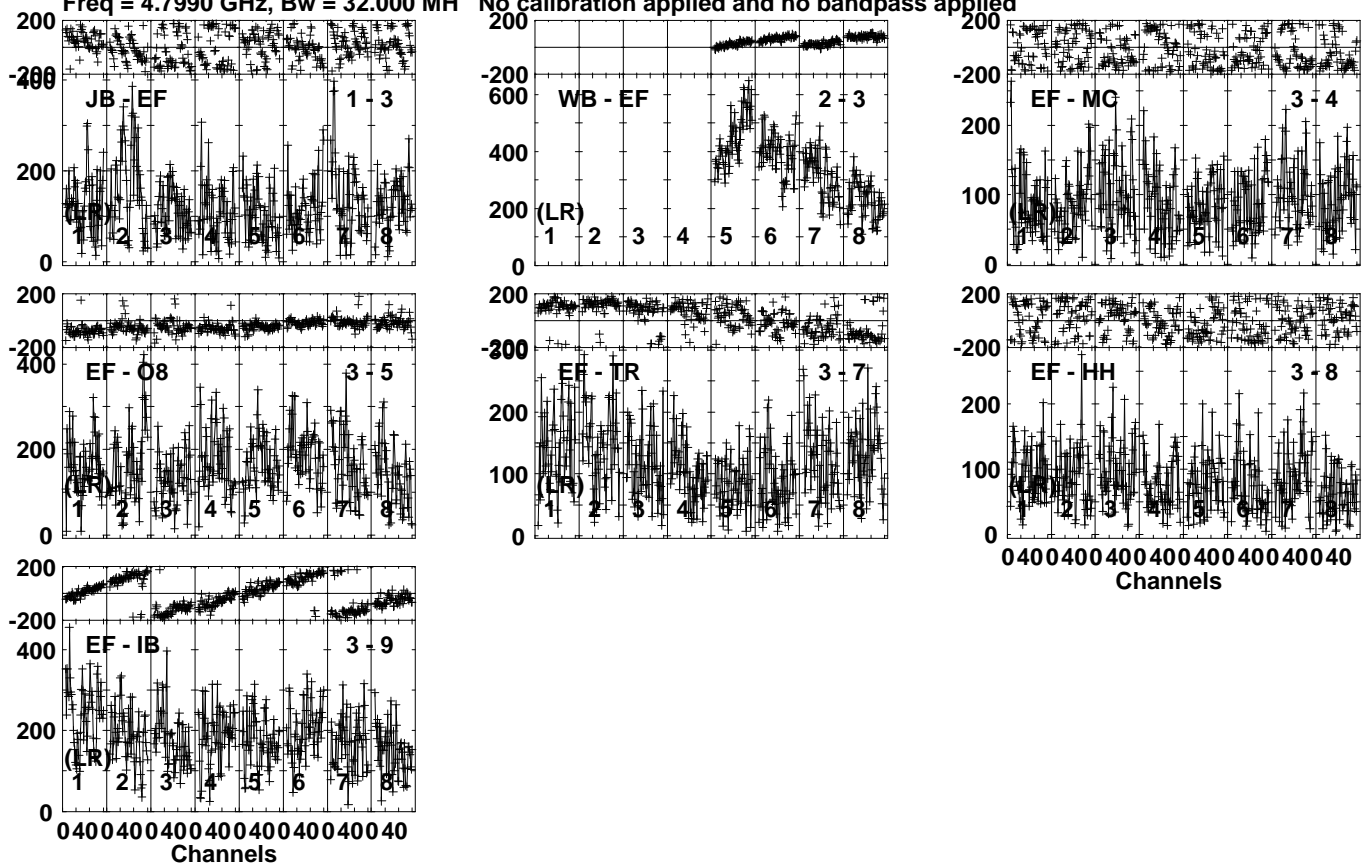 Freq = 4.7990 GHz, Bw = 32.000 MH No calibration applied and no bandpass applied
200
-200
400
200
0
JB - EF 1 - 3
(LR)
1 2 3 4 5 6 7 8
200
-200
600
400
200
0
WB - EF 2 - 3
(LR)
1 2 3 4 5 6 7 8
200
-200
200
100
0
EF - MC 3 - 4
(LR)
1 2 3 4 5 6 7 8
200
-200
400
200
0
EF - O8 3 - 5
(LR)
1 2 3 4 5 6 7 8
200
-200
300
200
100
0
EF - TR 3 - 7
(LR)
1 2 3 4 5 6 7 8
200
-200
200
100
0
EF - HH 3 - 8
(LR)
1 2 3 4 5 6 7 8
0 40 0 40 0 40 0 40 0 40 0 40 0 40 0 40
Channels
200
-200
400
200
0
EF - IB 3 - 9
(LR)
1 2 3 4 5 6 7 8
0 40 0 40 0 40 0 40 0 40 0 40 0 40 0 40
Channels